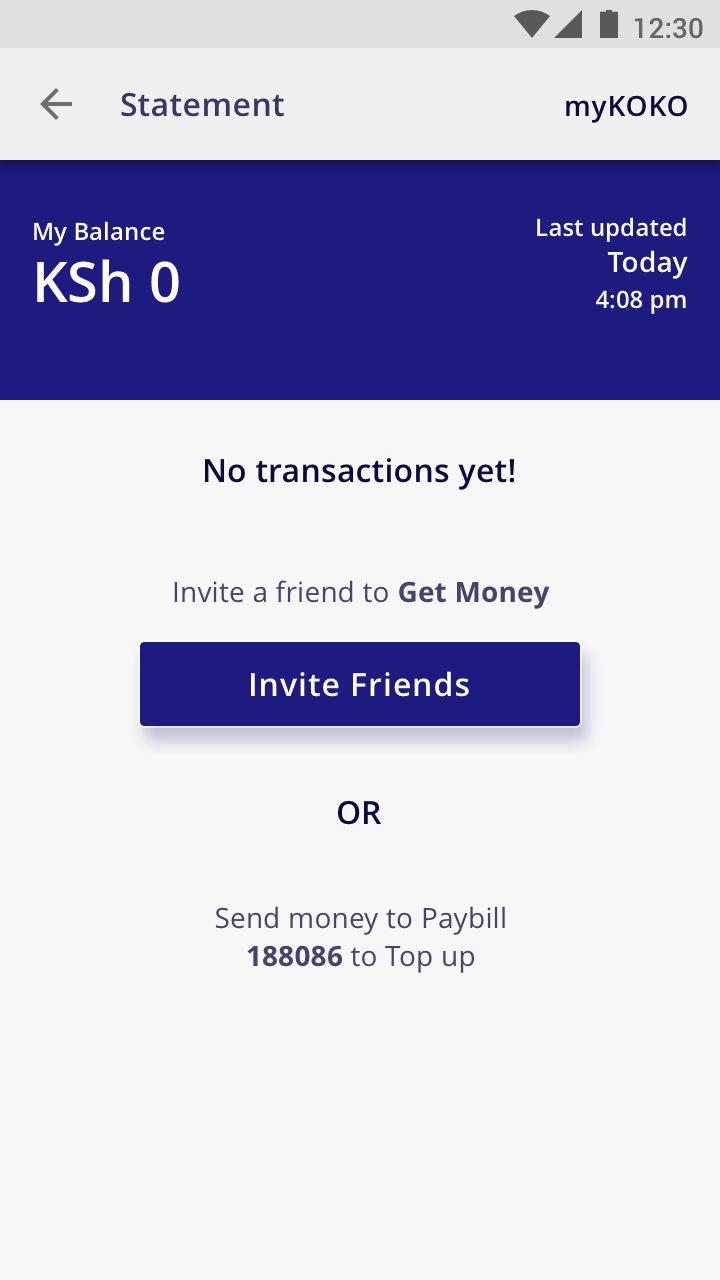 12:30
Statement
myKOKO
My Balance
KSh 0
Last updated
Today
4:08 pm
No transactions yet!
Invite a friend to Get Money
Invite Friends
OR
Send money to Paybill
188086 to Top up